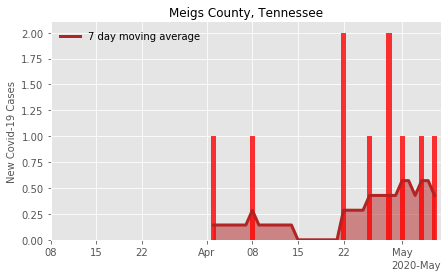 Meigs County, Tennessee
7 day moving average
New Covid-19 Cases
2.00
1.75
1.50
1.25
1.00
0.75
0.50
0.25
0.00
08 15 22 Apr 08 15 22 May
2020-May